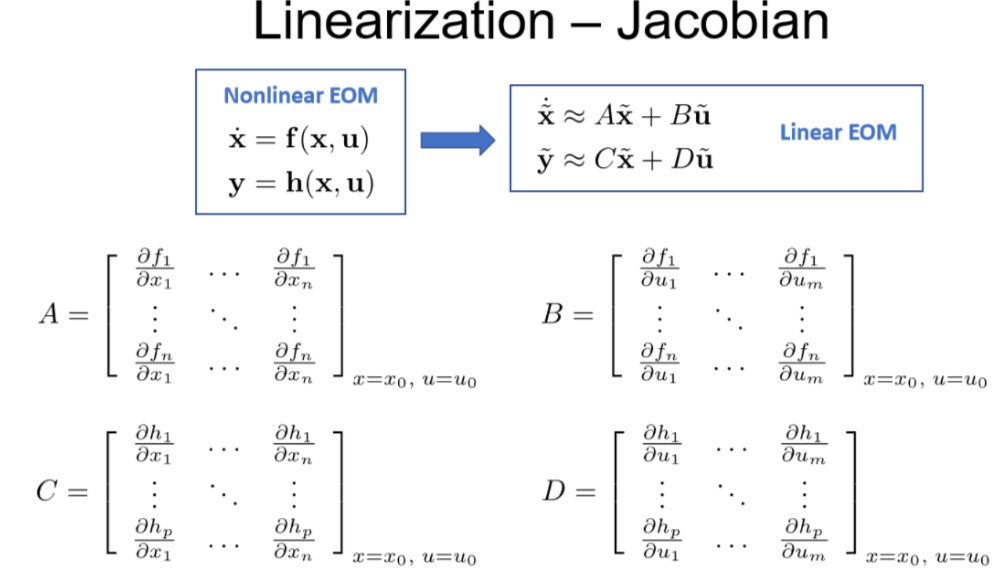 Linearization – Jacobian
Nonlinear EOM
ẋ = f(x, u)
y = h(x, u)
x̃̇ ≈ Ax̃ + Bũ
ỹ ≈ Cx̃ + Dũ
Linear EOM
A = [ ∂f₁/∂x₁ … ∂f₁/∂xₙ
⋮ ⋱ ⋮
∂fₙ/∂x₁ … ∂fₙ/∂xₙ ] x=x₀, u=u₀
B = [ ∂f₁/∂u₁ … ∂f₁/∂uₘ
⋮ ⋱ ⋮
∂fₙ/∂u₁ … ∂fₙ/∂uₘ ] x=x₀, u=u₀
C = [ ∂h₁/∂x₁ … ∂h₁/∂xₙ
⋮ ⋱ ⋮
∂hₚ/∂x₁ … ∂hₚ/∂xₙ ] x=x₀, u=u₀
D = [ ∂h₁/∂u₁ … ∂h₁/∂uₘ
⋮ ⋱ ⋮
∂hₚ/∂u₁ … ∂hₚ/∂uₘ ] x=x₀, u=u₀